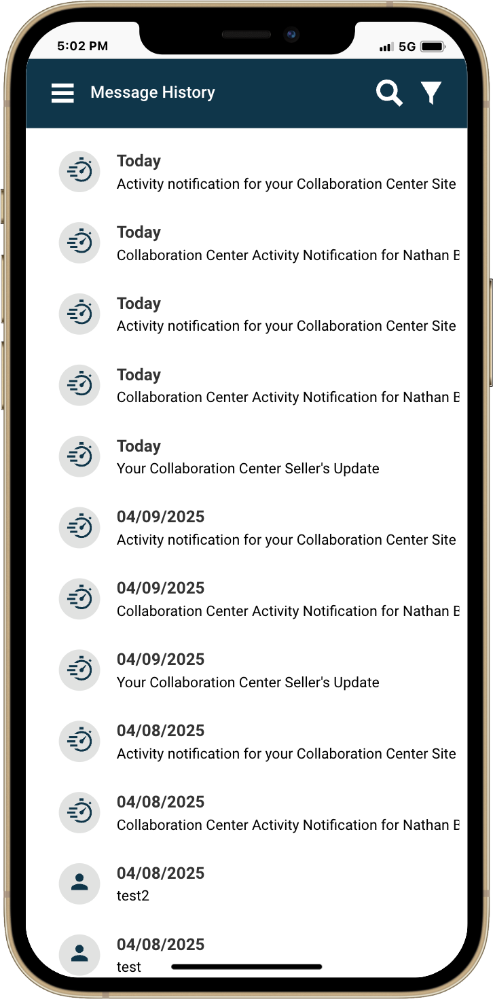 5:02 PM
5G
Message History
Today
Activity notification for your Collaboration Center Site
Today
Collaboration Center Activity Notification for Nathan B
Today
Activity notification for your Collaboration Center Site
Today
Collaboration Center Activity Notification for Nathan B
Today
Your Collaboration Center Seller's Update
04/09/2025
Activity notification for your Collaboration Center Site
04/09/2025
Collaboration Center Activity Notification for Nathan B
04/09/2025
Your Collaboration Center Seller's Update
04/08/2025
Activity notification for your Collaboration Center Site
04/08/2025
Collaboration Center Activity Notification for Nathan B
04/08/2025
test2
04/08/2025
test